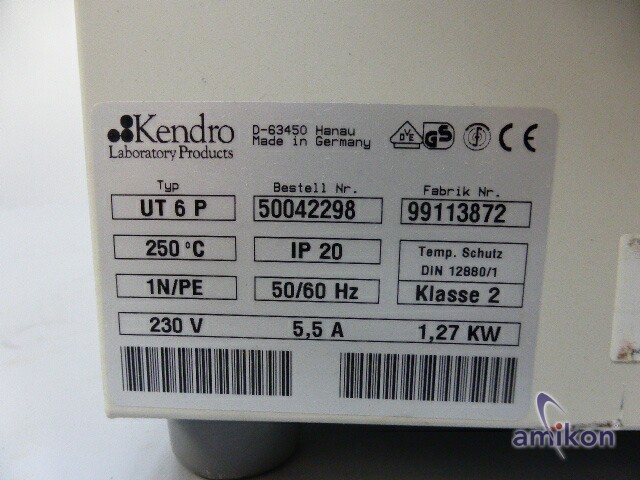 Kendro
Laboratory Products
D-63450 Hanau
Made in Germany
VDE GS CE
Typ Bestell Nr. Fabrik Nr.
UT 6 P 50042298 99113872
250 °C IP 20 Temp. Schulz
DIN 12880/1
1N/PE 50/60 Hz Klasse 2
230 V 5,5 A 1,27 KW
amikon